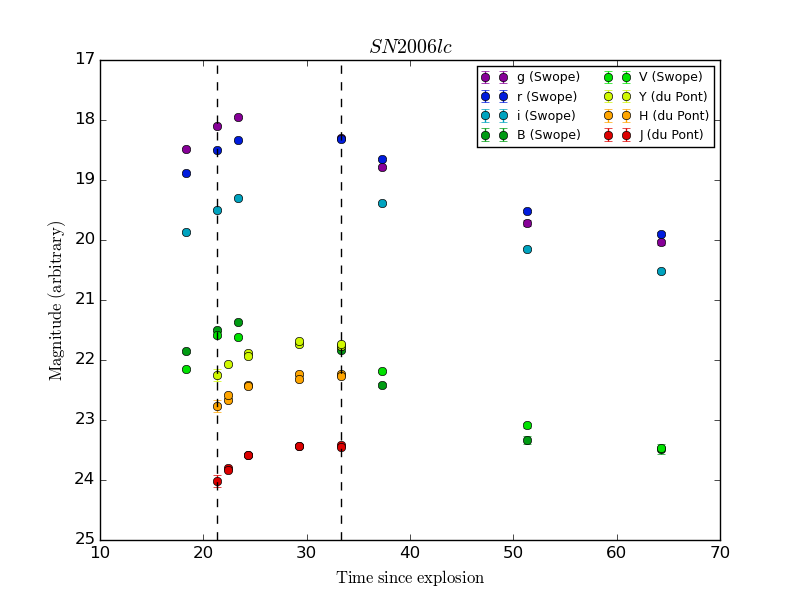 SN2006lc
17
18
19
20
21
22
23
24
25
Magnitude (arbitrary)
g (Swope)
r (Swope)
i (Swope)
B (Swope)
V (Swope)
Y (du Pont)
H (du Pont)
J (du Pont)
10 20 30 40 50 60 70
Time since explosion